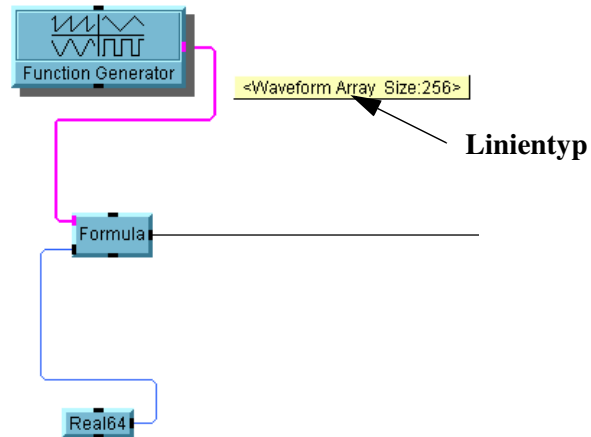 Function Generator
<Waveform Array Size:256>
Linientyp
Formula
Real64